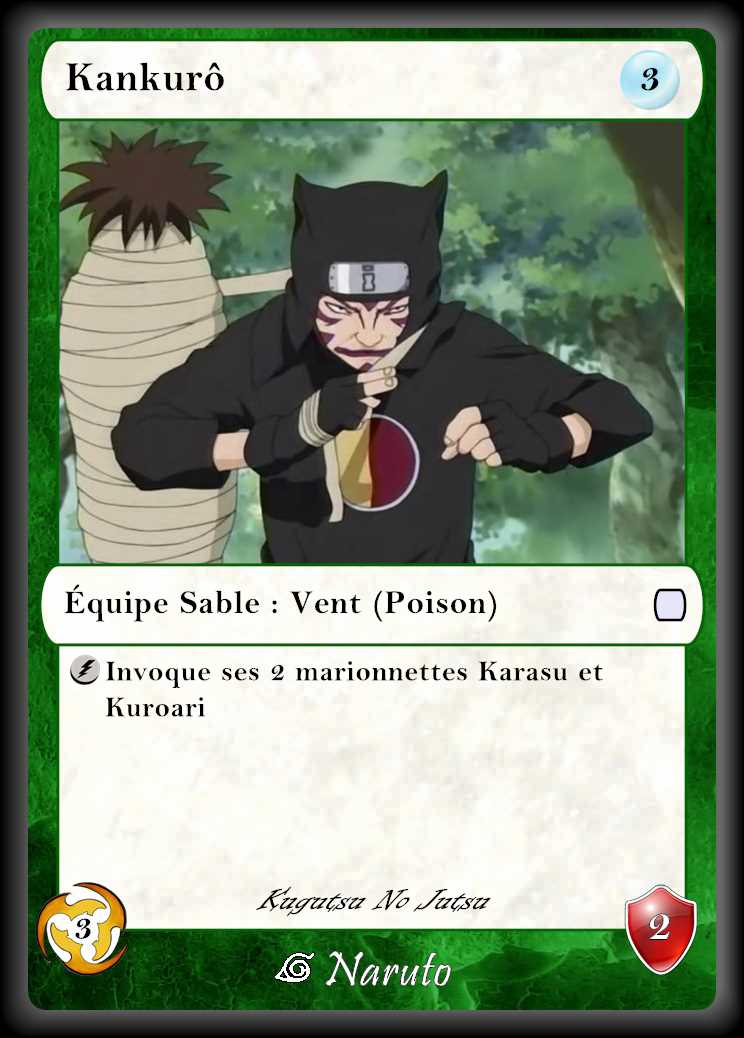 Kankurô
3
Équipe Sable : Vent (Poison)
Invoque ses 2 marionnettes Karasu et
Kuroari
Kugutsu No Jutsu
3
2
Naruto